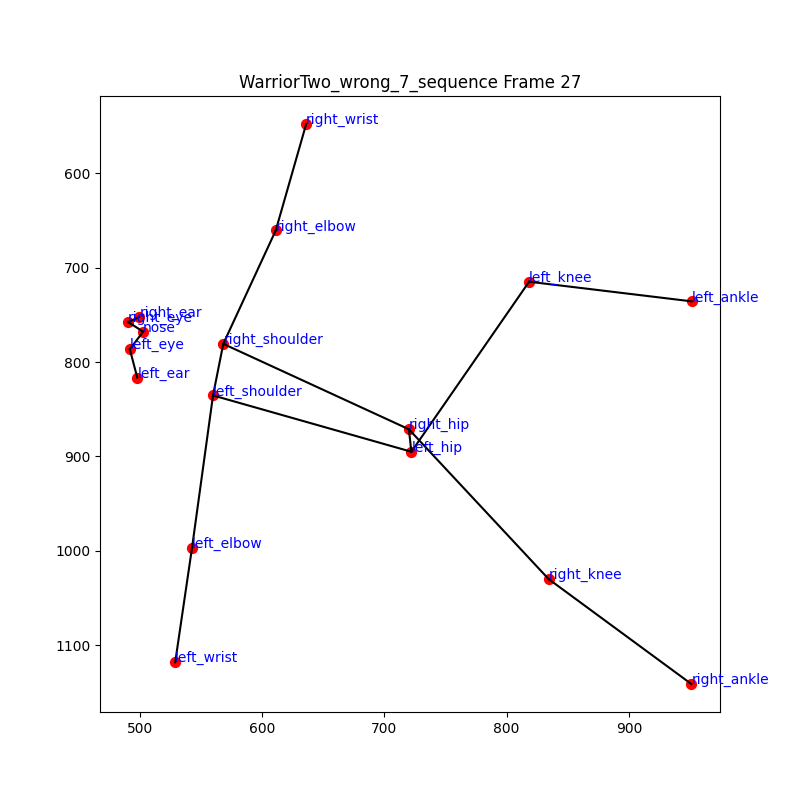 WarriorTwo_wrong_7_sequence Frame 27
right_wrist
600
right_elbow
700
left_knee
left_ankle
right_ear
right_eye
nose
right_shoulder
left_eye
800
left_ear
left_shoulder
right_hip
left_hip
900
left_elbow
1000
right_knee
left_wrist
1100
right_ankle
500 600 700 800 900